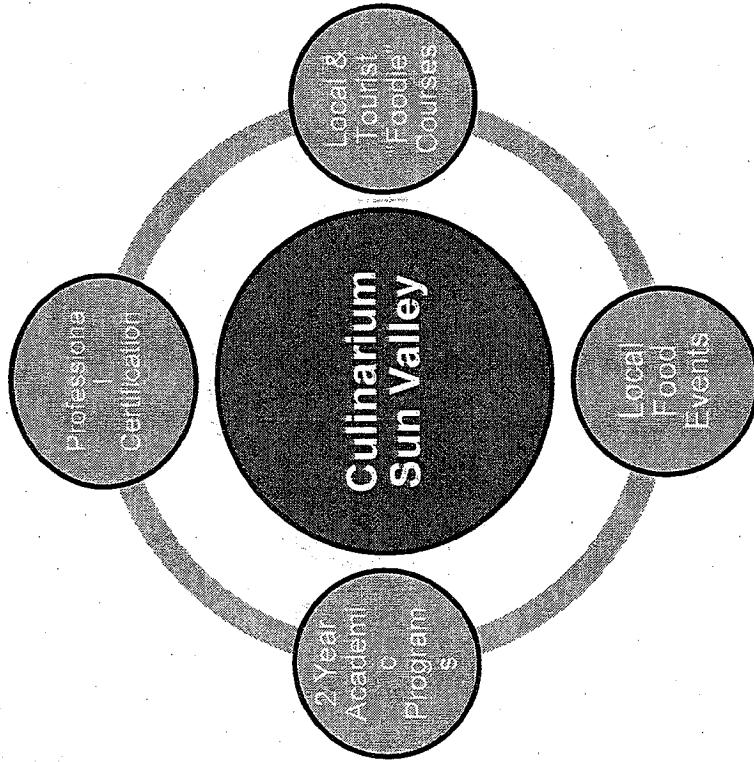 2 Year
Academi
c
Program
s
Local
Food
Events
Culinarium
Sun Valley
Professiona
l
Certification
Local &
Tourist
"Foodie"
Courses